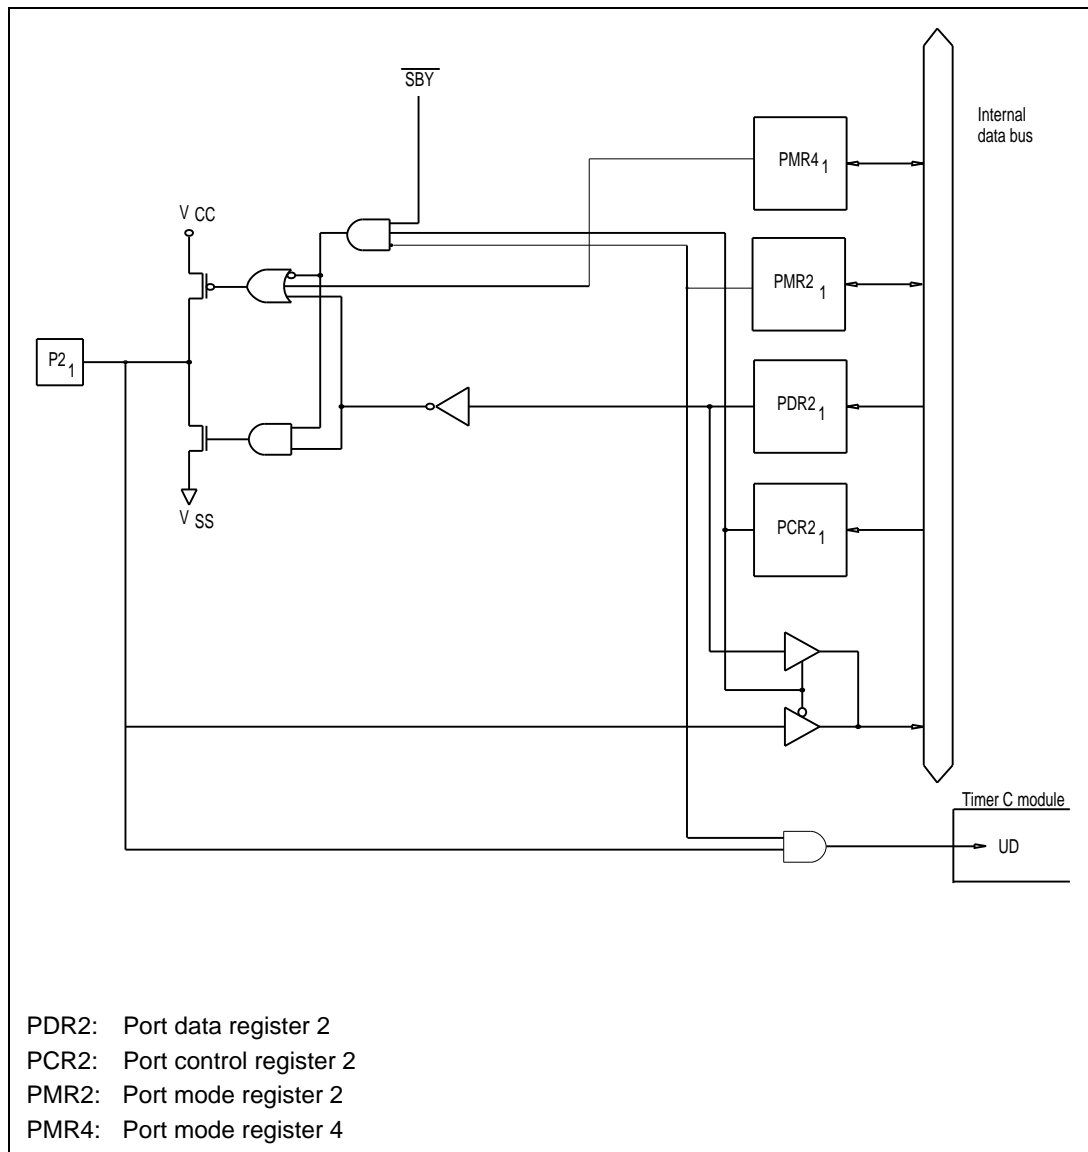 SBY
Internal
data bus
PMR4 1
V CC
PMR2 1
P2 1
PDR2 1
PCR2 1
V SS
Timer C module
UD
PDR2: Port data register 2
PCR2: Port control register 2
PMR2: Port mode register 2
PMR4: Port mode register 4